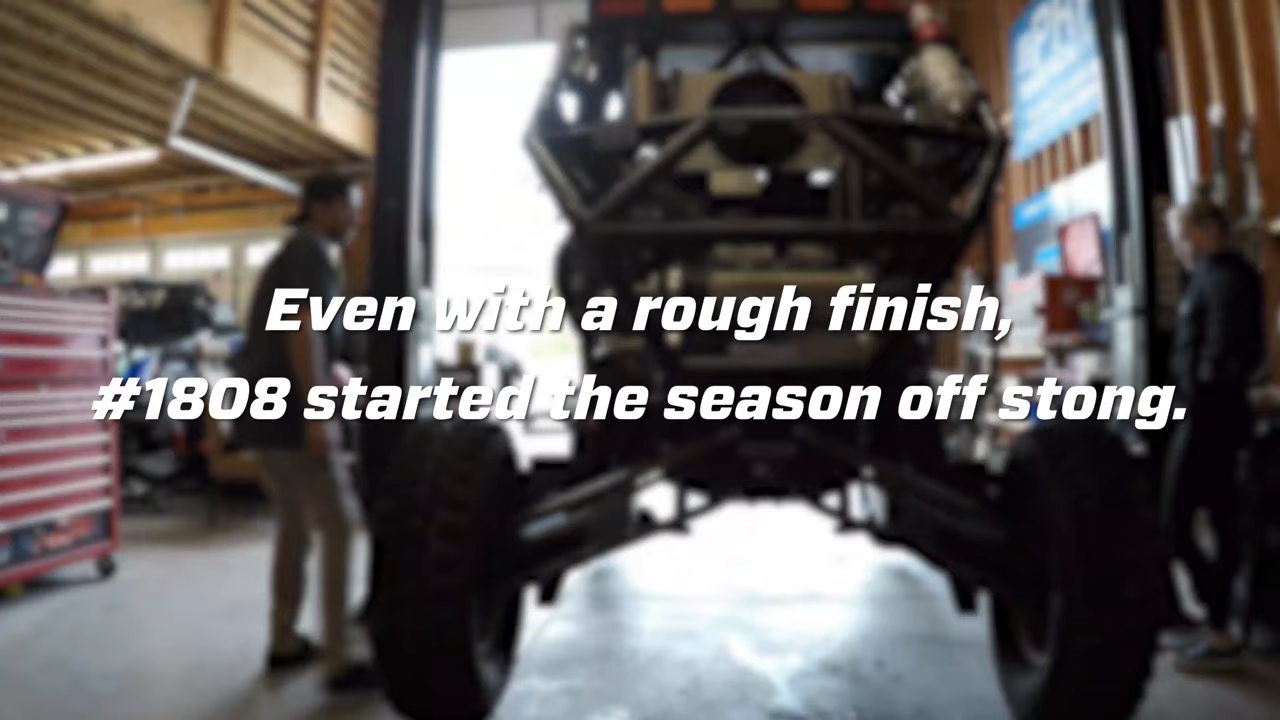 Even with a rough finish,
#1808 started the season off stong.